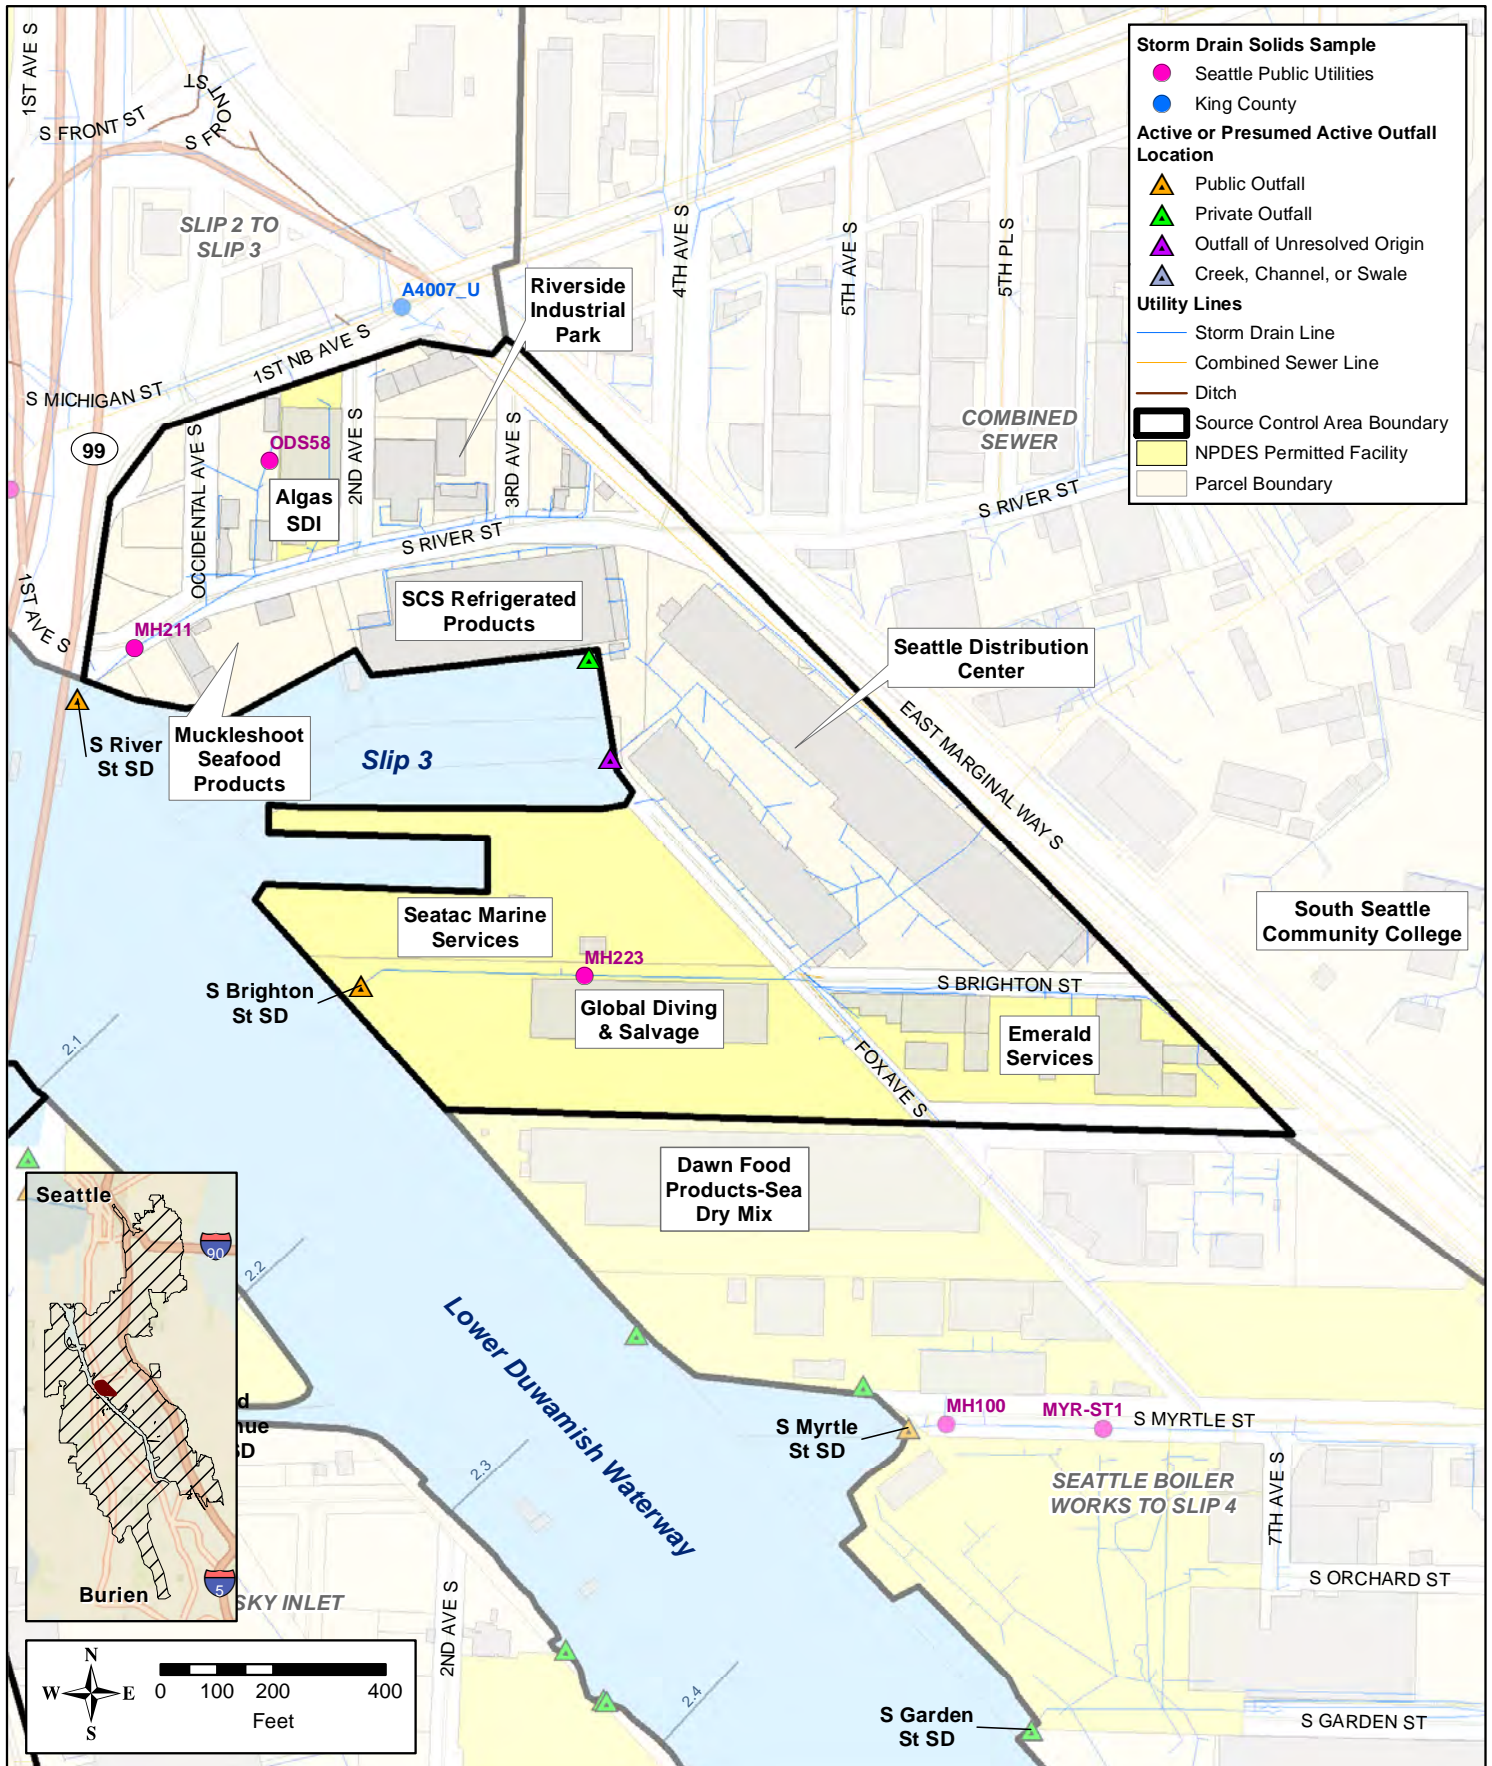 1ST AVE S
S FRONT ST
S FRONT ST
SLIP 2 TO
SLIP 3
A4007_U
Riverside
Industrial
Park
4TH AVE S
5TH AVE S
5TH PL S
Storm Drain Solids Sample
Seattle Public Utilities
King County
Active or Presumed Active Outfall
Location
Public Outfall
Private Outfall
Outfall of Unresolved Origin
Creek, Channel, or Swale
Utility Lines
Storm Drain Line
Combined Sewer Line
Ditch
Source Control Area Boundary
NPDES Permitted Facility
Parcel Boundary
1ST NB AVE S
S MICHIGAN ST
99
ODS58
Algas
SDI
OCCIDENTAL AVE S
2ND AVE S
3RD AVE S
COMBINED
SEWER
S RIVER ST
S RIVER ST
1ST AVE S
MH211
SCS Refrigerated
Products
Seattle Distribution
Center
S River
St SD
Muckleshoot
Seafood
Products
Slip 3
EAST MARGINAL WAY S
Seatac Marine
Services
South Seattle
Community College
MH223
S Brighton
St SD
S BRIGHTON ST
Global Diving
& Salvage
Emerald
Services
FOX AVE S
2.1
Dawn Food
Products-Sea
Dry Mix
Seattle
90
2.2
Lower Duwamish Waterway
d
nue
SD
MH100
MYR-ST1
S MYRTLE ST
S Myrtle
St SD
2.3
SEATTLE BOILER
WORKS TO SLIP 4
7TH AVE S
5
Burien
SKY INLET
S ORCHARD ST
2ND AVE S
N
W E
S
0 100 200 400
Feet
2.4
S Garden
St SD
S GARDEN ST